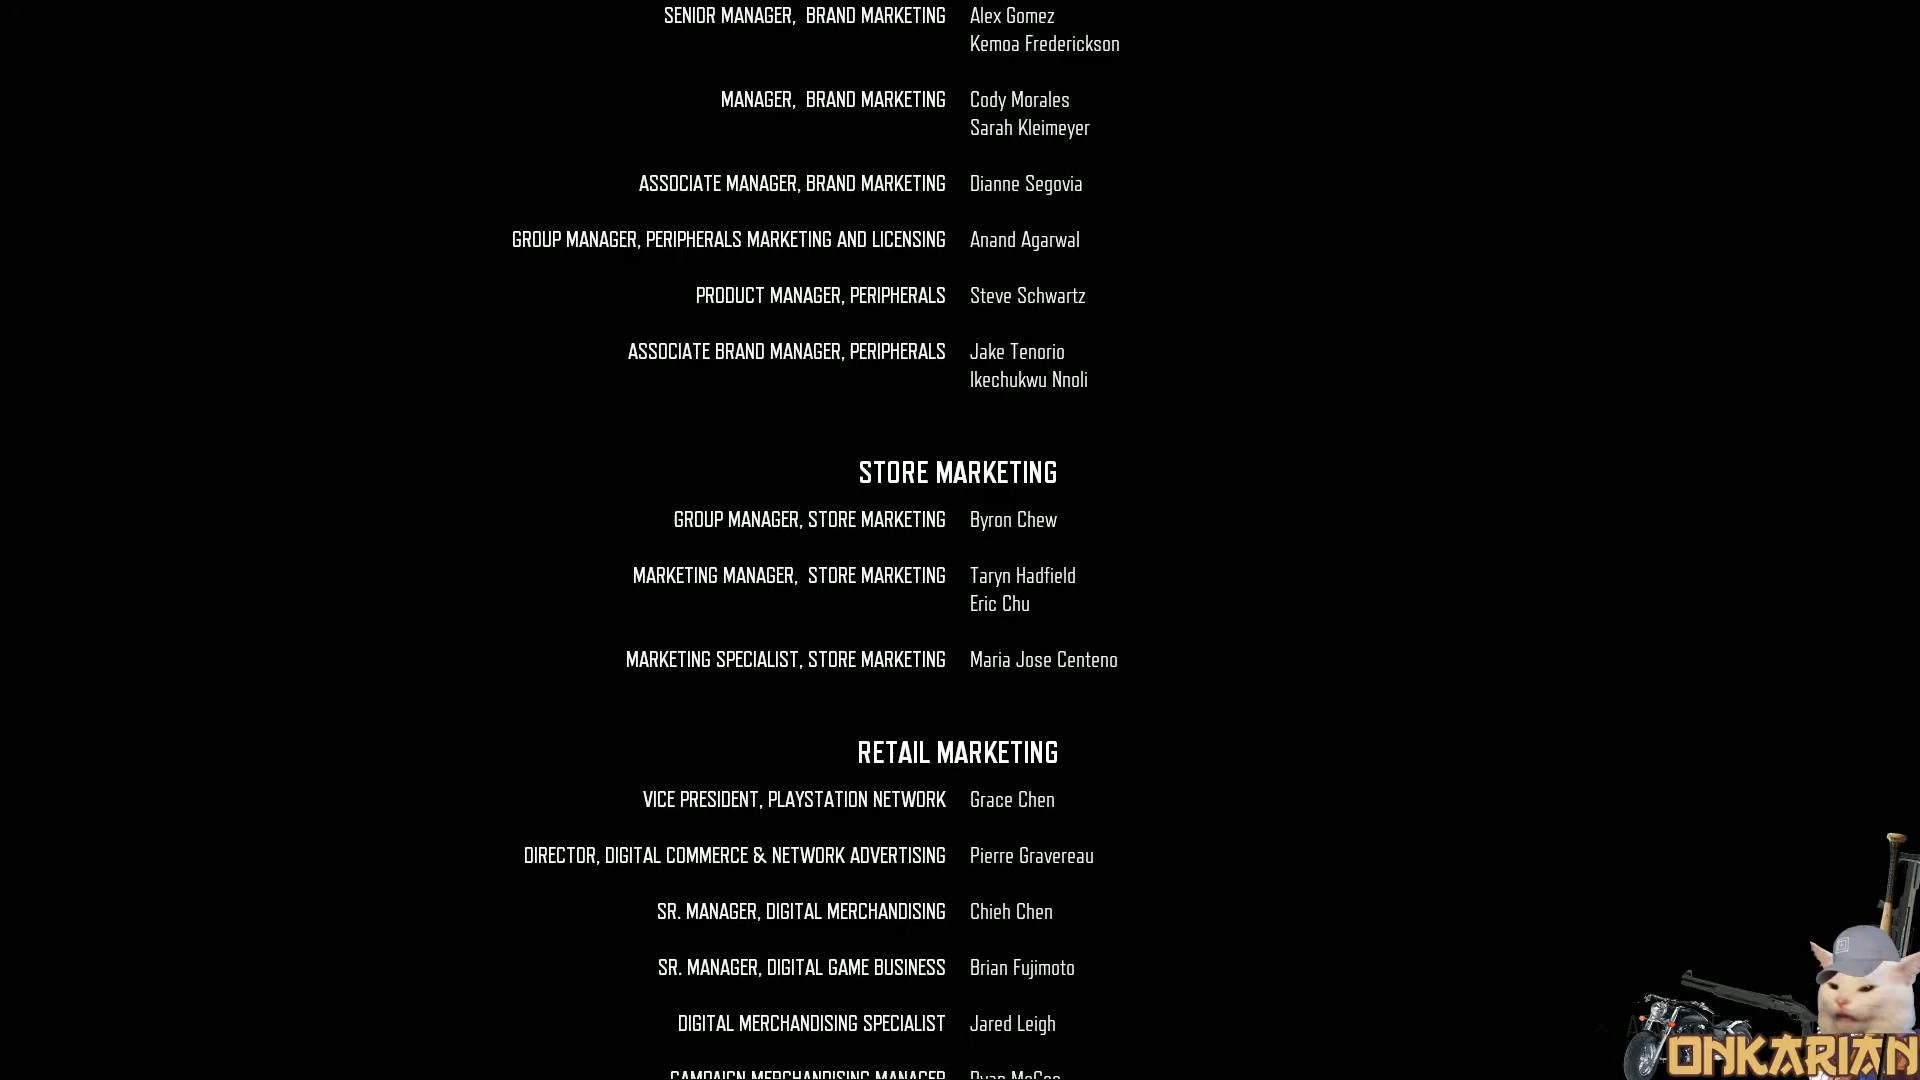 SENIOR MANAGER,  BRAND MARKETING Alex Gomez
Kemoa Frederickson
MANAGER,  BRAND MARKETING Cody Morales
Sarah Kleimeyer
ASSOCIATE MANAGER, BRAND MARKETING Dianne Segovia
GROUP MANAGER, PERIPHERALS MARKETING AND LICENSING Anand Agarwal
PRODUCT MANAGER, PERIPHERALS Steve Schwartz
ASSOCIATE BRAND MANAGER, PERIPHERALS Jake Tenorio
Ikechukwu Nnoli
STORE MARKETING
GROUP MANAGER, STORE MARKETING Byron Chew
MARKETING MANAGER,  STORE MARKETING Taryn Hadfield
Eric Chu
MARKETING SPECIALIST, STORE MARKETING Maria Jose Centeno
RETAIL MARKETING
VICE PRESIDENT, PLAYSTATION NETWORK Grace Chen
DIRECTOR, DIGITAL COMMERCE & NETWORK ADVERTISING Pierre Gravereau
SR. MANAGER, DIGITAL MERCHANDISING Chieh Chen
SR. MANAGER, DIGITAL GAME BUSINESS Brian Fujimoto
DIGITAL MERCHANDISING SPECIALIST Jared Leigh
CAMPAIGN MERCHANDISING MANAGER Ryan McGee
ONKARIAN